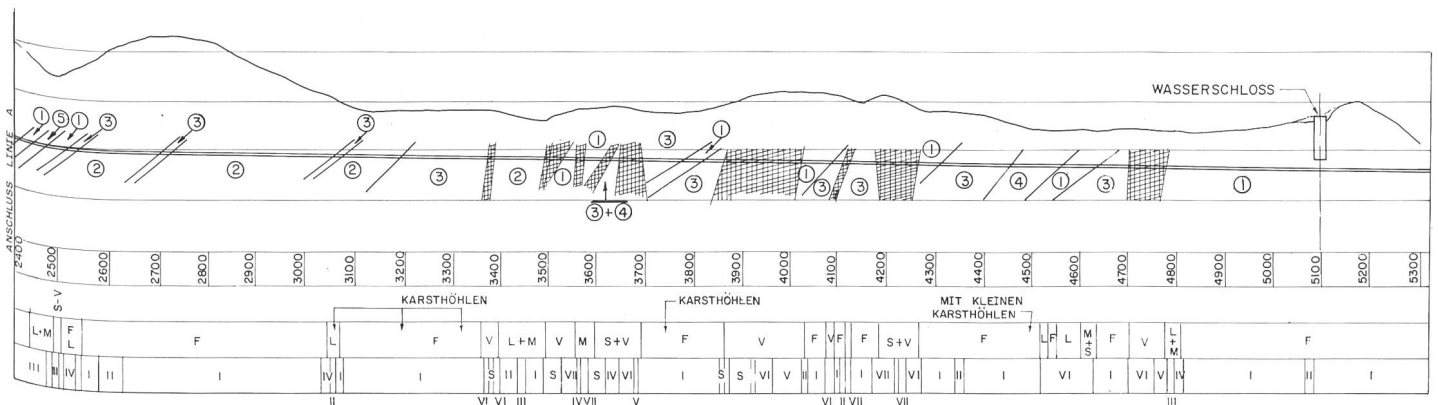 WASSERSCHLOSS
① ⑤ ① ③ ③ ③ ① ③ ① ①
② ② ② ③ ② ① ③ ① ③ ③ ③ ④ ① ③ ①
③+④
ANSCHLUSS LINIE A
2400 2500 2600 2700 2800 2900 3000 3100 3200 3300 3400 3500 3600 3700 3800 3900 4000 4100 4200 4300 4400 4500 4600 4700 4800 4900 5000 5100 5200 5300
S-V
KARSTHÖHLEN KARSTHÖHLEN MIT KLEINEN
KARSTHÖHLEN
L+M F L F L F V L+M V M S+V F V F V F F S+V F L F L M+S F V L+M F
III II IV I II I IV I I S II I S VII S IV VI I S S VI V II I I I VII VI I II I VI I VI V IV I II I
II VI VI III IV VII V VI II VII VII III